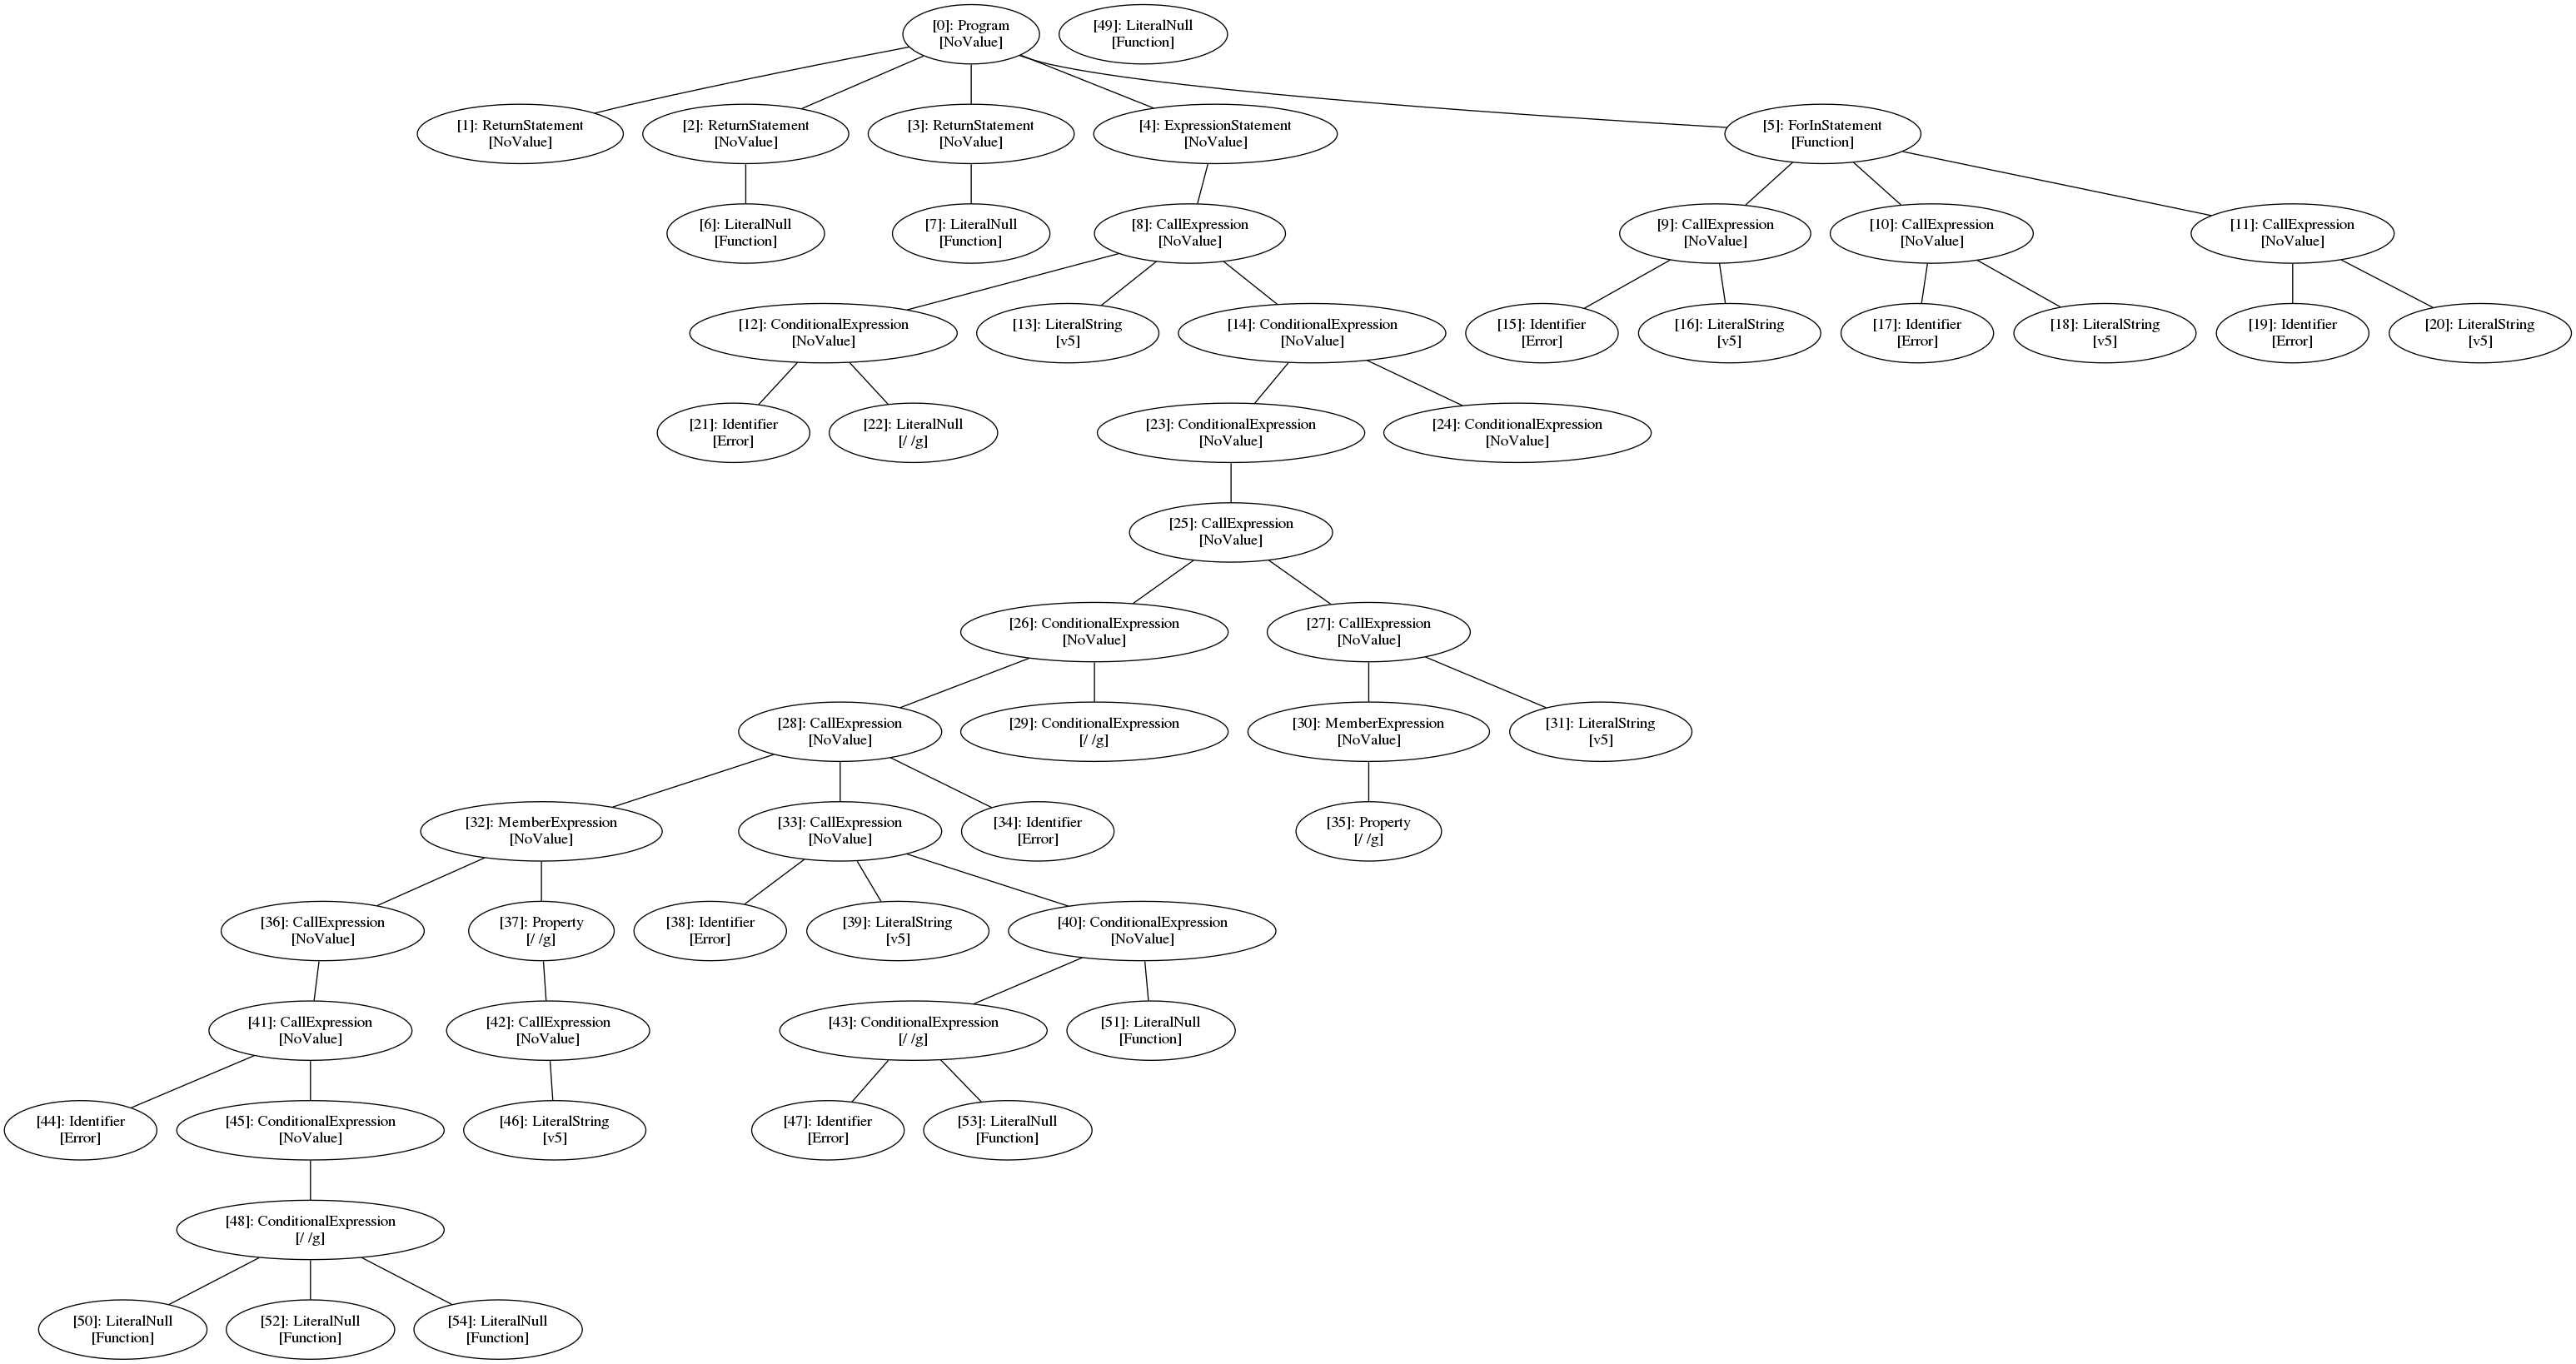 [0]: Program
[NoValue]
[49]: LiteralNull
[Function]
[1]: ReturnStatement
[NoValue]
[2]: ReturnStatement
[NoValue]
[3]: ReturnStatement
[NoValue]
[4]: ExpressionStatement
[NoValue]
[5]: ForInStatement
[Function]
[6]: LiteralNull
[Function]
[7]: LiteralNull
[Function]
[8]: CallExpression
[NoValue]
[9]: CallExpression
[NoValue]
[10]: CallExpression
[NoValue]
[11]: CallExpression
[NoValue]
[12]: ConditionalExpression
[NoValue]
[13]: LiteralString
[v5]
[14]: ConditionalExpression
[NoValue]
[15]: Identifier
[Error]
[16]: LiteralString
[v5]
[17]: Identifier
[Error]
[18]: LiteralString
[v5]
[19]: Identifier
[Error]
[20]: LiteralString
[v5]
[21]: Identifier
[Error]
[22]: LiteralNull
[/ /g]
[23]: ConditionalExpression
[NoValue]
[24]: ConditionalExpression
[NoValue]
[25]: CallExpression
[NoValue]
[26]: ConditionalExpression
[NoValue]
[27]: CallExpression
[NoValue]
[28]: CallExpression
[NoValue]
[29]: ConditionalExpression
[/ /g]
[30]: MemberExpression
[NoValue]
[31]: LiteralString
[v5]
[32]: MemberExpression
[NoValue]
[33]: CallExpression
[NoValue]
[34]: Identifier
[Error]
[35]: Property
[/ /g]
[36]: CallExpression
[NoValue]
[37]: Property
[/ /g]
[38]: Identifier
[Error]
[39]: LiteralString
[v5]
[40]: ConditionalExpression
[NoValue]
[41]: CallExpression
[NoValue]
[42]: CallExpression
[NoValue]
[43]: ConditionalExpression
[/ /g]
[51]: LiteralNull
[Function]
[44]: Identifier
[Error]
[45]: ConditionalExpression
[NoValue]
[46]: LiteralString
[v5]
[47]: Identifier
[Error]
[53]: LiteralNull
[Function]
[48]: ConditionalExpression
[/ /g]
[50]: LiteralNull
[Function]
[52]: LiteralNull
[Function]
[54]: LiteralNull
[Function]